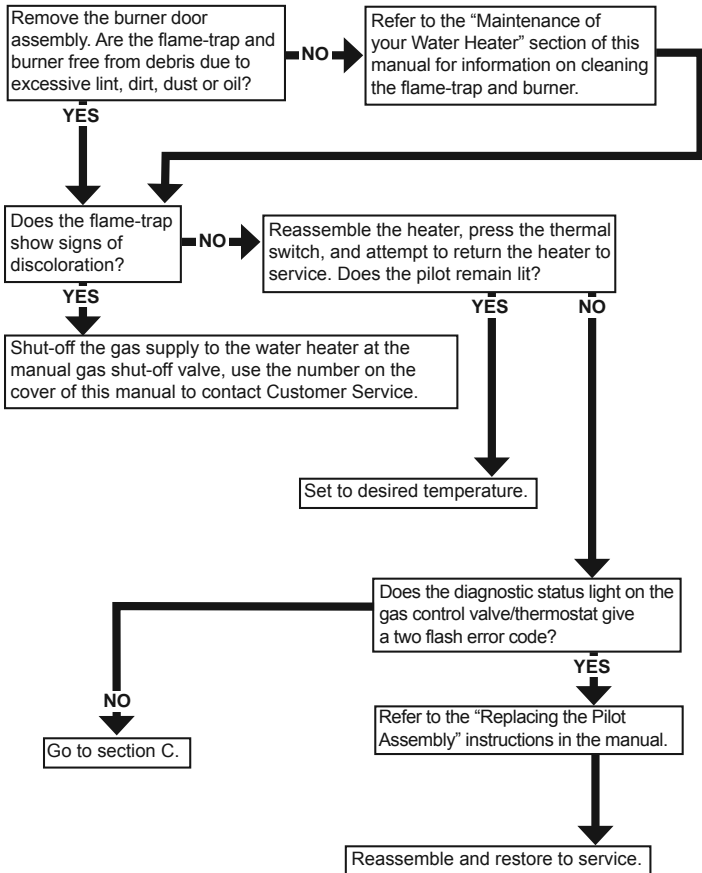 Remove the burner door
assembly. Are the flame-trap and
burner free from debris due to
excessive lint, dirt, dust or oil?
NO
Refer to the “Maintenance of
your Water Heater” section of this
manual for information on cleaning
the flame-trap and burner.
YES
Does the flame-trap
show signs of
discoloration?
NO
Reassemble the heater, press the thermal
switch, and attempt to return the heater to
service. Does the pilot remain lit?
YES
Shut-off the gas supply to the water heater at the
manual gas shut-off valve, use the number on the
cover of this manual to contact Customer Service.
YES
NO
Set to desired temperature.
Does the diagnostic status light on the
gas control valve/thermostat give
a two flash error code?
NO
Go to section C.
YES
Refer to the “Replacing the Pilot
Assembly” instructions in the manual.
Reassemble and restore to service.